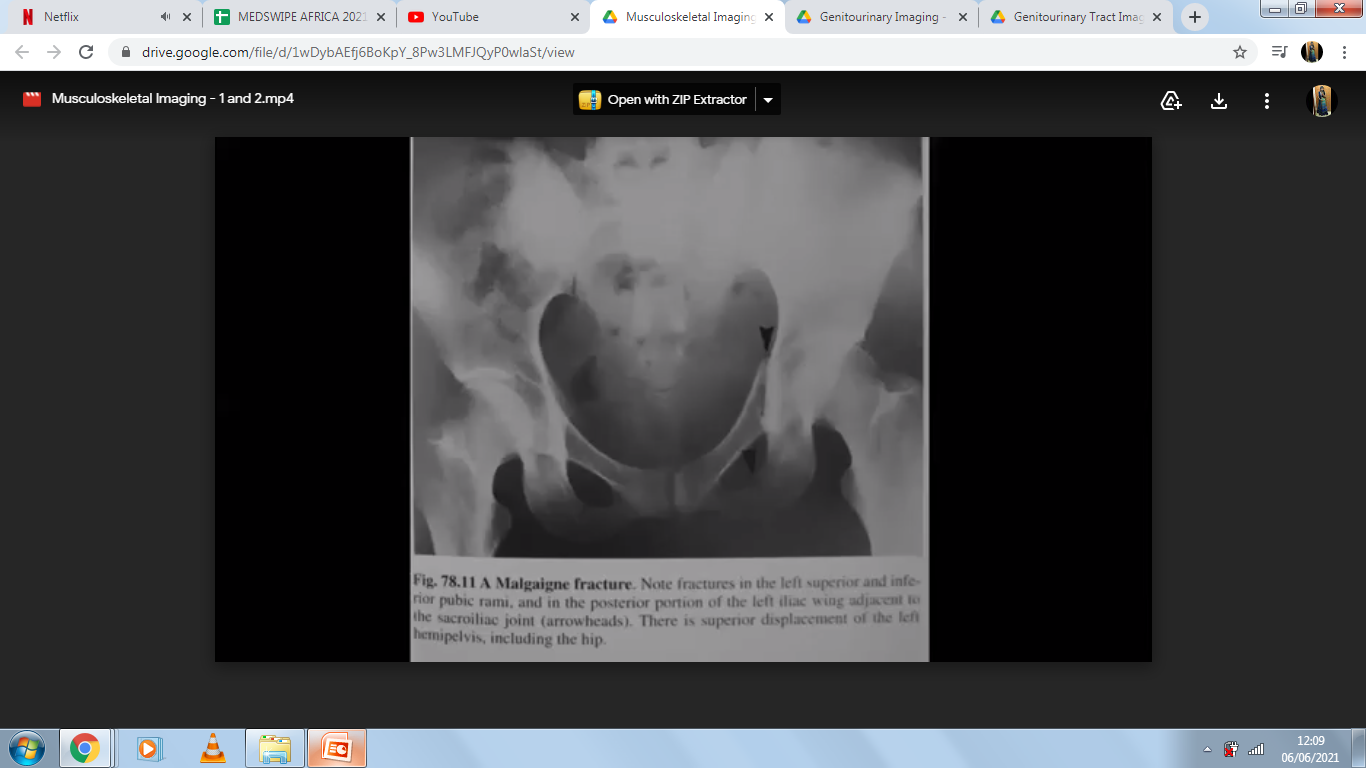 Netflix
MEDSWIPE AFRICA 2021
YouTube
Musculoskeletal Imaging
Genitourinary Imaging -
Genitourinary Tract Imag
drive.google.com/file/d/1wDybAEfj6BoKpY_8Pw3LMFJQyP0wIaSt/view
Musculoskeletal Imaging - 1 and 2.mp4
Open with ZIP Extractor
Fig. 78.11 A Malgaigne fracture. Note fractures in the left superior and infe-
rior pubic rami, and in the posterior portion of the left iliac wing adjacent to
the sacroiliac joint (arrowheads). There is superior displacement of the left
hemipelvis, including the hip.
12:09
06/06/2021